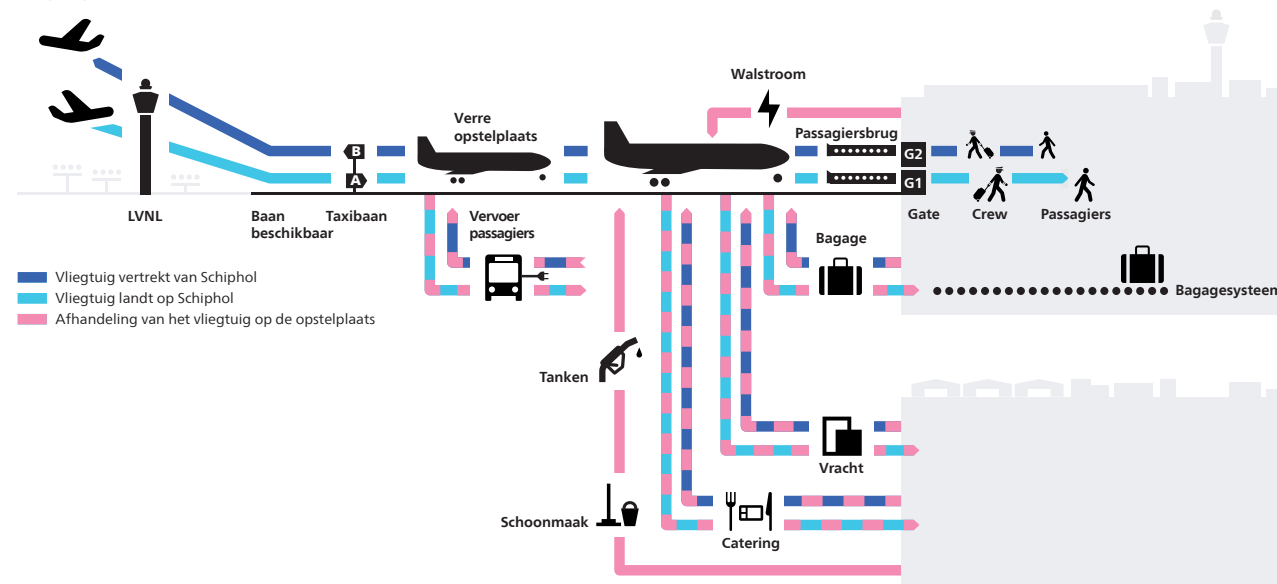 Walstroom
Verre
opstelplaats
Passagiersbrug
B
A
G2
G1
LVNL
Baan
beschikbaar
Taxibaan
Vervoer
passagiers
Gate
Crew
Passagiers
Bagage
Vliegtuig vertrekt van Schiphol
Vliegtuig landt op Schiphol
Afhandeling van het vliegtuig op de opstelplaats
Bagagesysteem
Tanken
Vracht
Schoonmaak
Catering